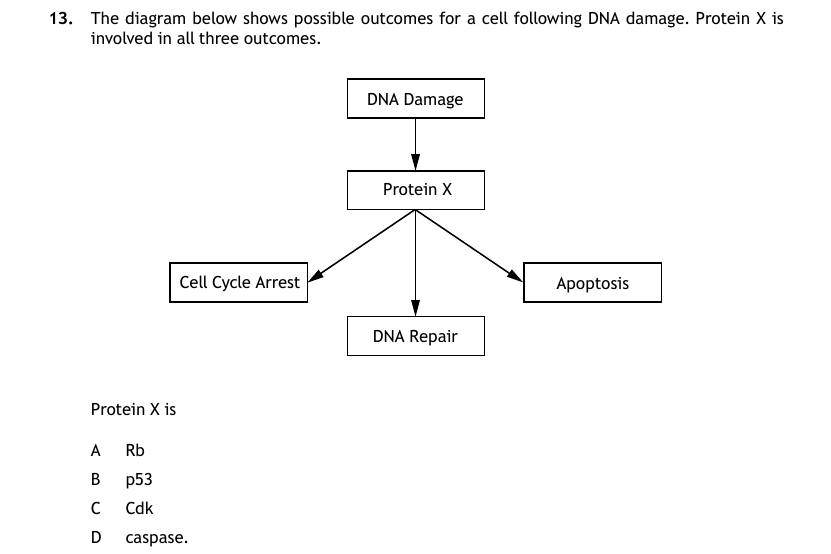 13. The diagram below shows possible outcomes for a cell following DNA damage. Protein X is
involved in all three outcomes.
DNA Damage
Protein X
Cell Cycle Arrest
Apoptosis
DNA Repair
Protein X is
A Rb
B p53
C Cdk
D caspase.